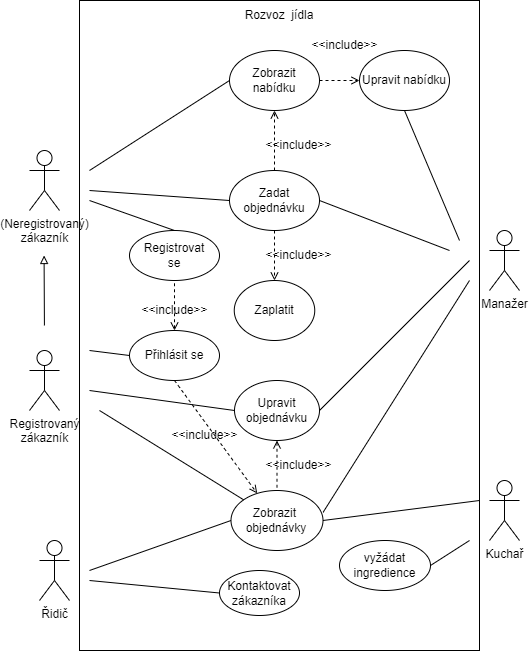 Rozvoz jídla
<<include>>
Zobrazit
nabídku
Upravit nabídku
<<include>>
(Neregistrovaný)
zákazník
Zadat
objednávku
Registrovat
se
<<include>>
Manažer
<<include>>
Zaplatit
Přihlásit se
Registrovaný
zákazník
Upravit
objednávku
<<include>>
<<include>>
Zobrazit
objednávky
Kuchař
vyžádat
ingredience
Kontaktovat
zákazníka
Řidič